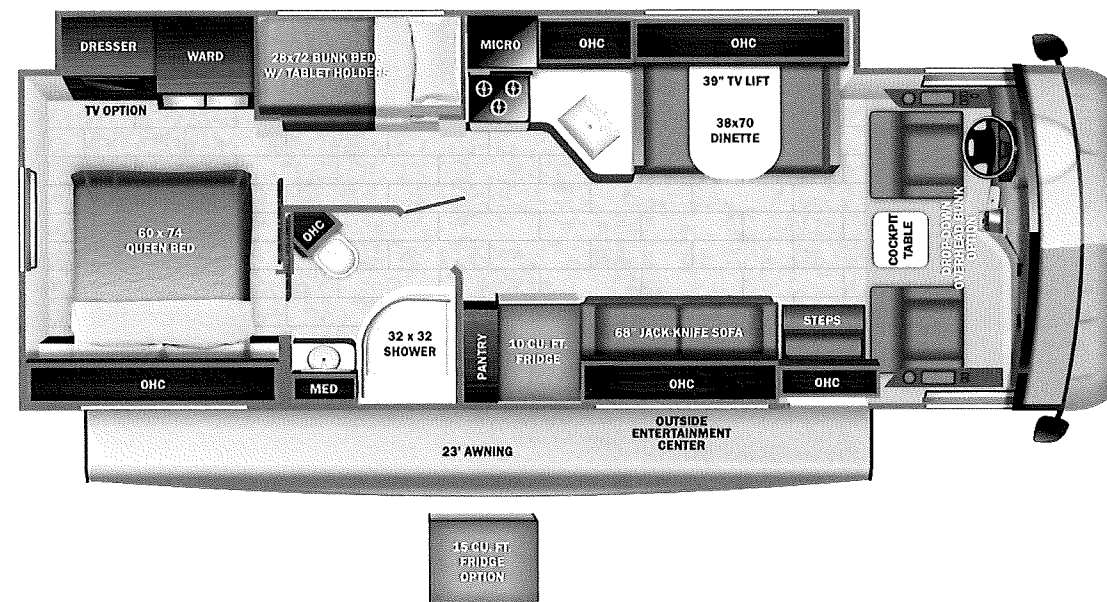 DRESSER
WARD
TV OPTION
28x72 BUNK BEDS
W/ TABLET HOLDERS
MICRO
OHC
OHC
39" TV LIFT
38x70
DINETTE
60 x 74
QUEEN BED
OHC
COCKPIT
TABLE
DROP-DOWN
OVERHEAD BUNK
OPTION
32 x 32
SHOWER
PANTRY
10 CU. FT.
FRIDGE
68" JACK-KNIFE SOFA
STEPS
OHC
MED
OHC
OHC
OUTSIDE
ENTERTAINMENT
CENTER
23' AWNING
15 CU. FT.
FRIDGE
OPTION